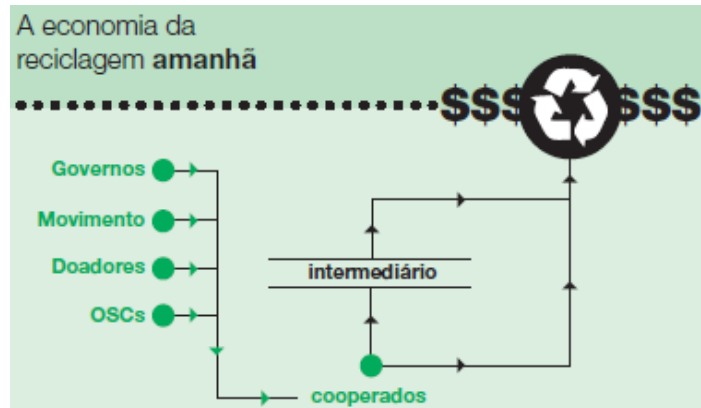 A economia da
reciclagem amanhã
$$$ $$$
Governos
Movimento
Doadores
OSCs
intermediário
cooperados